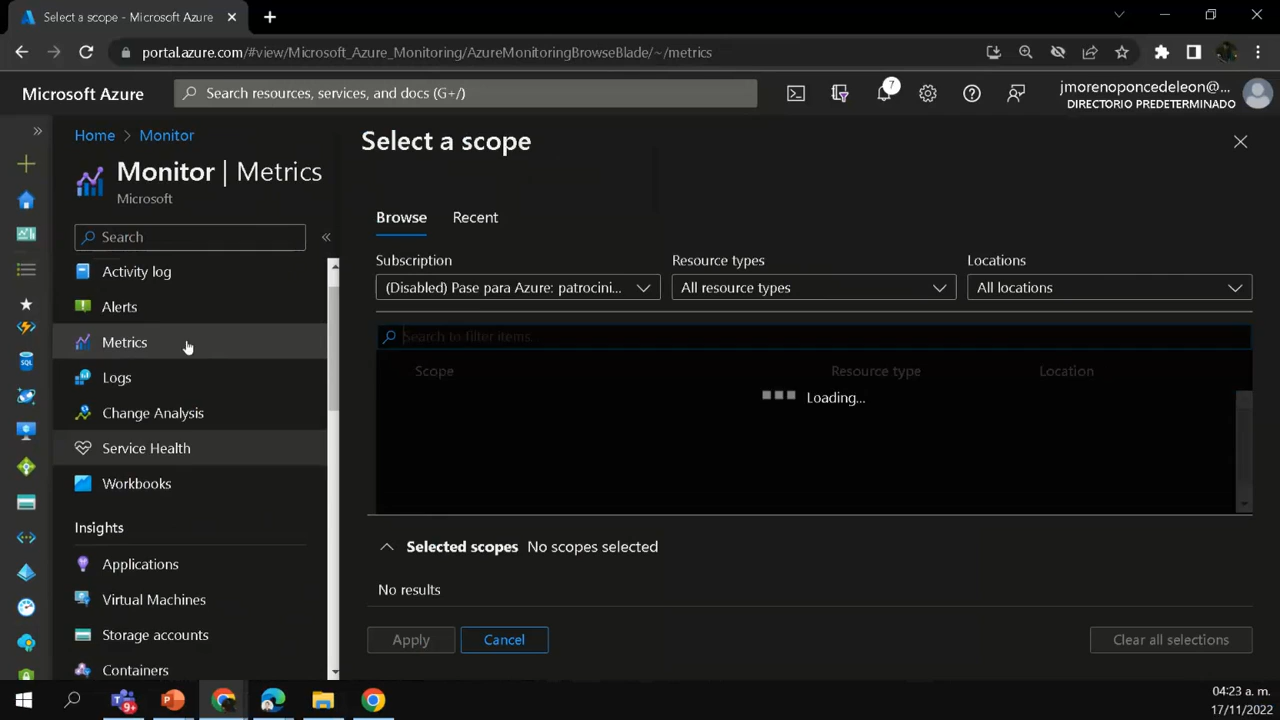 Select a scope - Microsoft Azure
portal.azure.com/#view/Microsoft_Azure_Monitoring/AzureMonitoringBrowseBlade/~/metrics
Microsoft Azure
Search resources, services, and docs (G+/)
7
jmorenoponcedeleon@...
DIRECTORIO PREDETERMINADO
Home > Monitor
Monitor | Metrics
Microsoft
Search
Activity log
Alerts
Metrics
Logs
Change Analysis
Service Health
Workbooks
Insights
Applications
Virtual Machines
Storage accounts
Containers
Select a scope
Browse
Recent
Subscription
Resource types
Locations
(Disabled) Pase para Azure: patrocini...
All resource types
All locations
Search to filter items
Scope
Resource type
Location
Loading...
Selected scopes No scopes selected
No results
Apply
Cancel
Clear all selections
SQL
9+
04:23 a. m.
17/11/2022